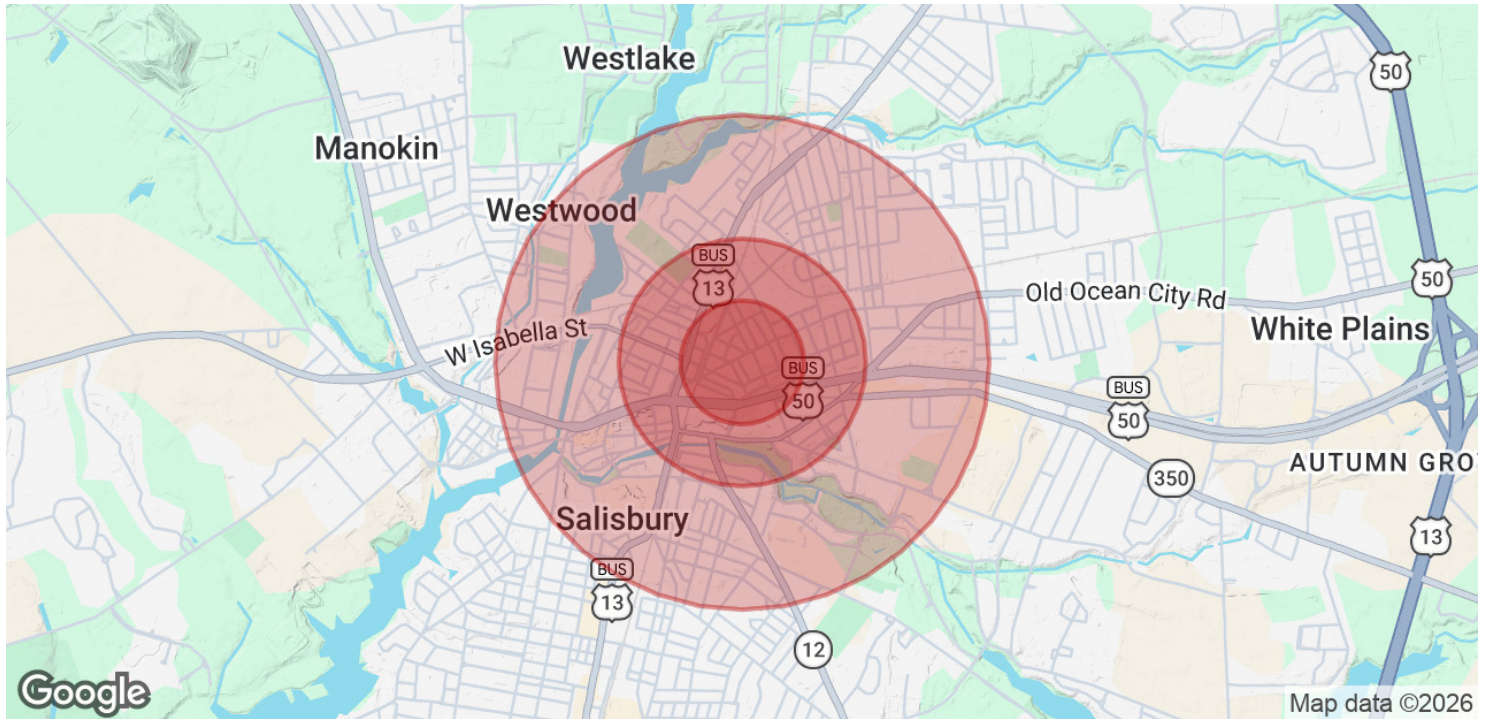 Westlake
50
Manokin
Westwood
BUS
13
50
Old Ocean City Rd
W Isabella St
White Plains
BUS
50
BUS
50
AUTUMN GRO
350
Salisbury
13
BUS
13
12
Google
Map data ©2026